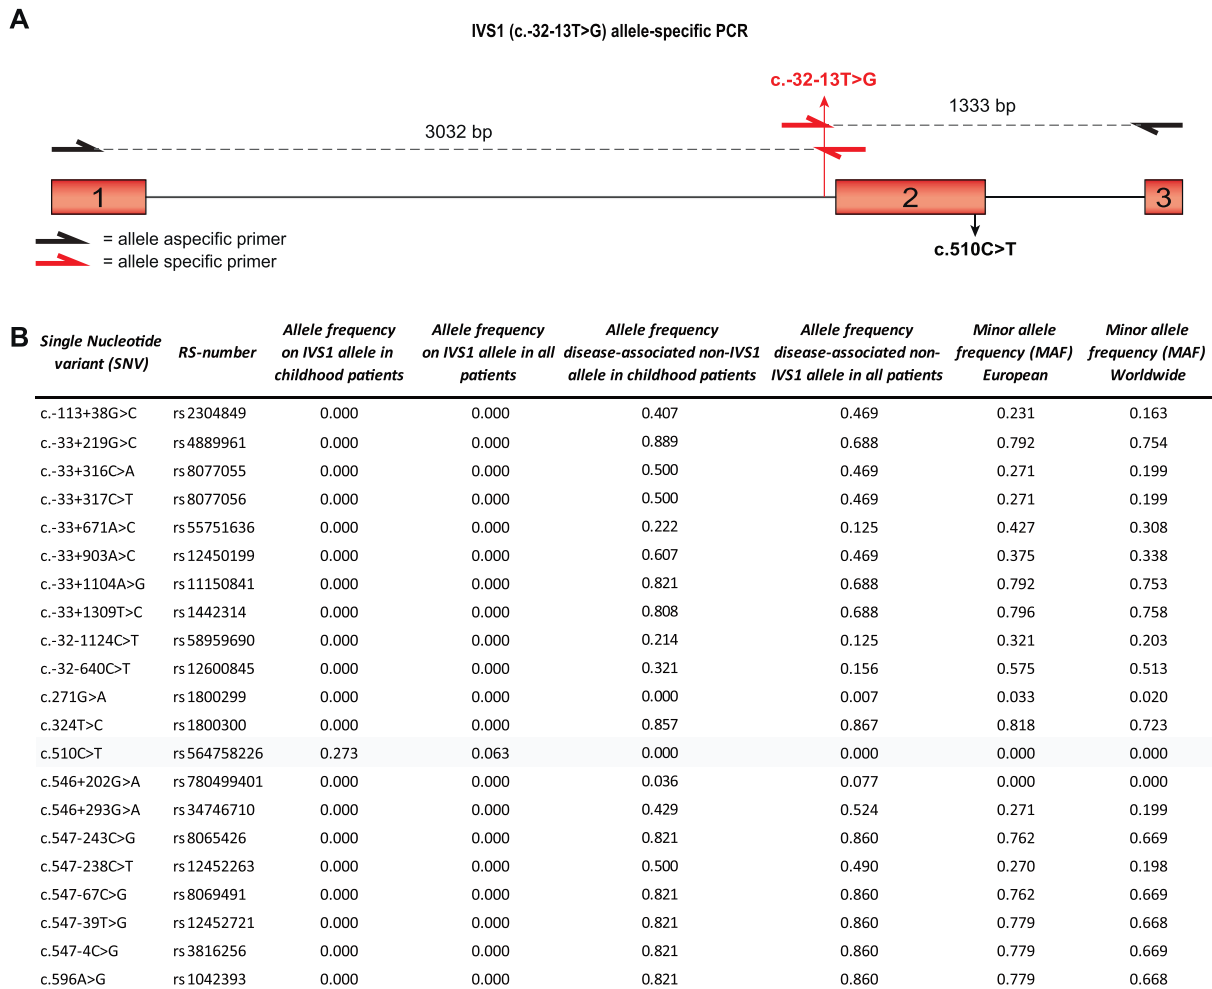 A
IVS1 (c.-32-13T>G) allele-specific PCR
c.-32-13T>G
1333 bp
3032 bp
1
2
3
= allele aspecific primer
= allele specific primer
c.510C>T
B
Single Nucleotide variant (SNV) RS-number Allele frequency on IVS1 allele in childhood patients Allele frequency on IVS1 allele in all patients Allele frequency disease-associated non-IVS1 allele in childhood patients Allele frequency disease-associated non-IVS1 allele in all patients Minor allele frequency (MAF) European Minor allele frequency (MAF) Worldwide
c.-113+38G>C rs2304849 0.000 0.000 0.407 0.469 0.231 0.163
c.-33+219G>C rs4889961 0.000 0.000 0.889 0.688 0.792 0.754
c.-33+316C>A rs8077055 0.000 0.000 0.500 0.469 0.271 0.199
c.-33+317C>T rs8077056 0.000 0.000 0.500 0.469 0.271 0.199
c.-33+671A>C rs55751636 0.000 0.000 0.222 0.125 0.427 0.308
c.-33+903A>C rs12450199 0.000 0.000 0.607 0.469 0.375 0.338
c.-33+1104A>G rs11150841 0.000 0.000 0.821 0.688 0.792 0.753
c.-33+1309T>C rs1442314 0.000 0.000 0.808 0.688 0.796 0.758
c.-32-1124C>T rs58959690 0.000 0.000 0.214 0.125 0.321 0.203
c.-32-640C>T rs12600845 0.000 0.000 0.321 0.156 0.575 0.513
c.271G>A rs1800299 0.000 0.000 0.000 0.007 0.033 0.020
c.324T>C rs1800300 0.000 0.000 0.857 0.867 0.818 0.723
c.510C>T rs564758226 0.273 0.063 0.000 0.000 0.000 0.000
c.546+202G>A rs780499401 0.000 0.000 0.036 0.077 0.000 0.000
c.546+293G>A rs34746710 0.000 0.000 0.429 0.524 0.271 0.199
c.547-243C>G rs8065426 0.000 0.000 0.821 0.860 0.762 0.669
c.547-238C>T rs12452263 0.000 0.000 0.500 0.490 0.270 0.198
c.547-67C>G rs8069491 0.000 0.000 0.821 0.860 0.762 0.669
c.547-39T>G rs12452721 0.000 0.000 0.821 0.860 0.779 0.668
c.547-4C>G rs3816256 0.000 0.000 0.821 0.860 0.779 0.669
c.596A>G rs1042393 0.000 0.000 0.821 0.860 0.779 0.668